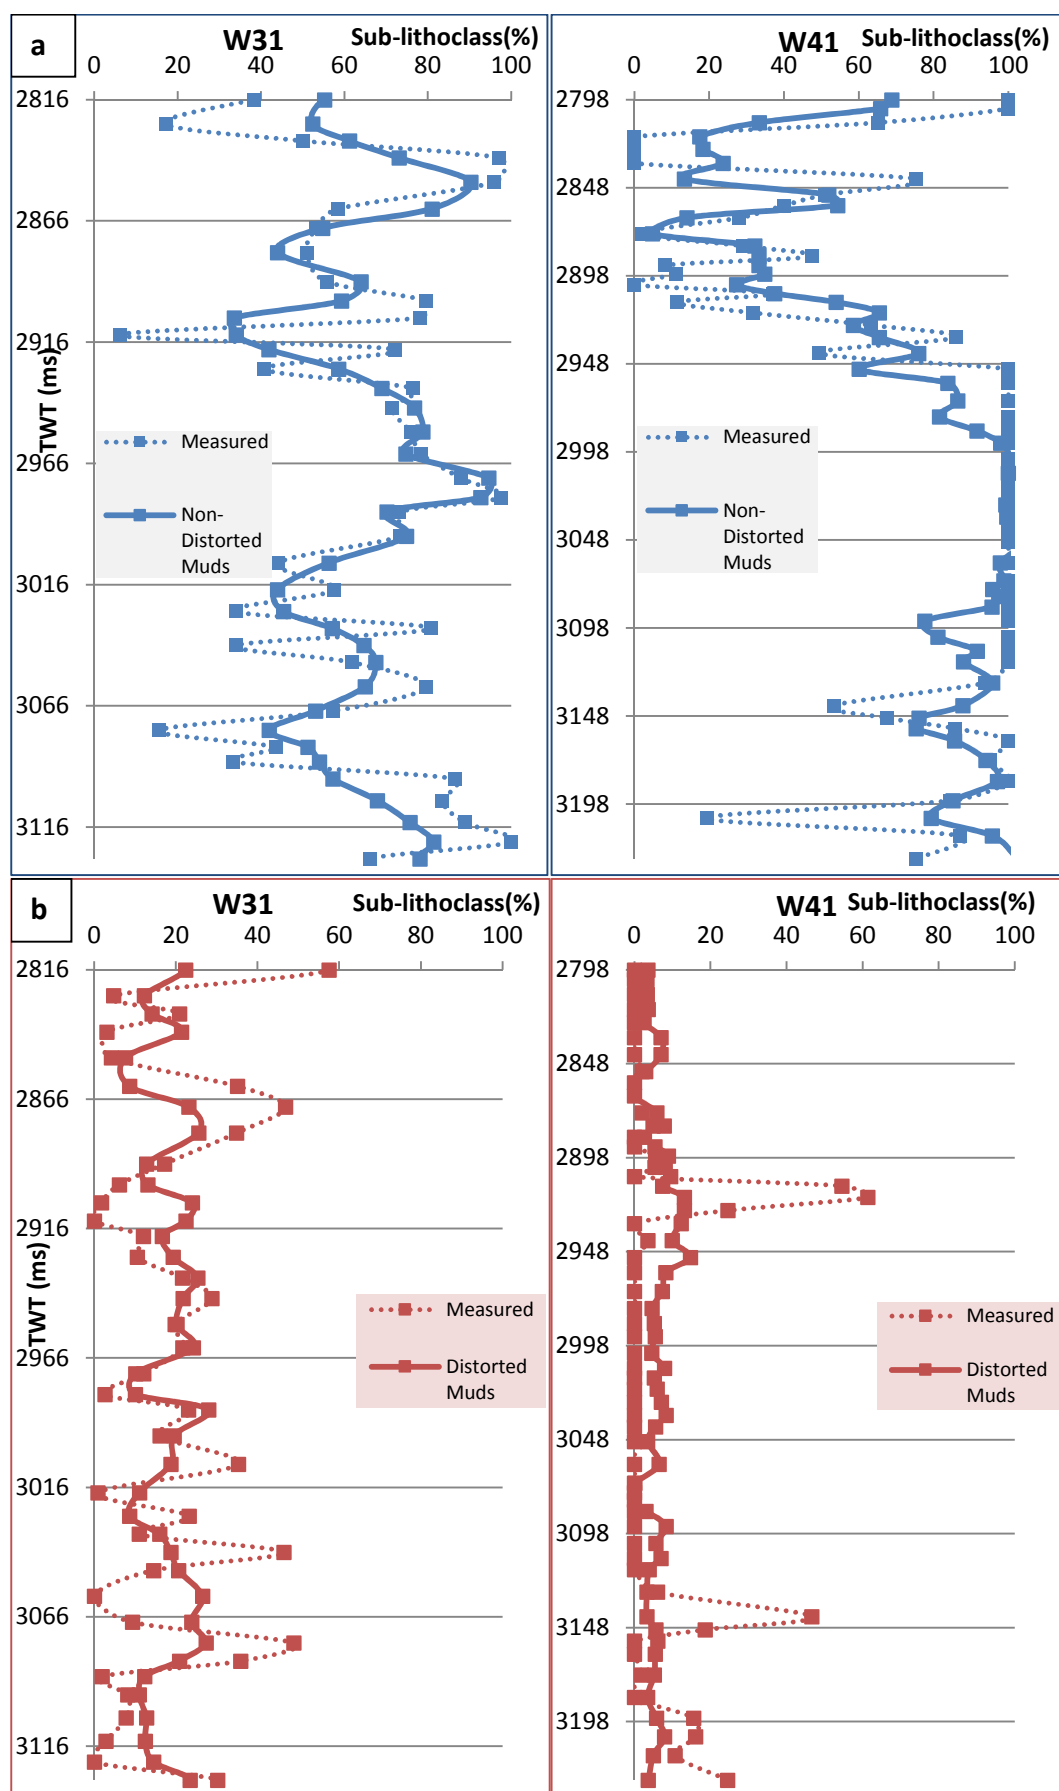 a
W31
Sub-lithoclass(%)
0 20 40 60 80 100
2816
2866
2916
2966
3016
3066
3116
TWT (ms)
Measured
Non-
Distorted
Muds
W41
Sub-lithoclass(%)
0 20 40 60 80 100
2798
2848
2898
2948
2998
3048
3098
3148
3198
Measured
Non-
Distorted
Muds
b
W31
Sub-lithoclass(%)
0 20 40 60 80 100
2816
2866
2916
2966
3016
3066
3116
TWT (ms)
Measured
Distorted
Muds
W41
Sub-lithoclass(%)
0 20 40 60 80 100
2798
2848
2898
2948
2998
3048
3098
3148
3198
Measured
Distorted
Muds